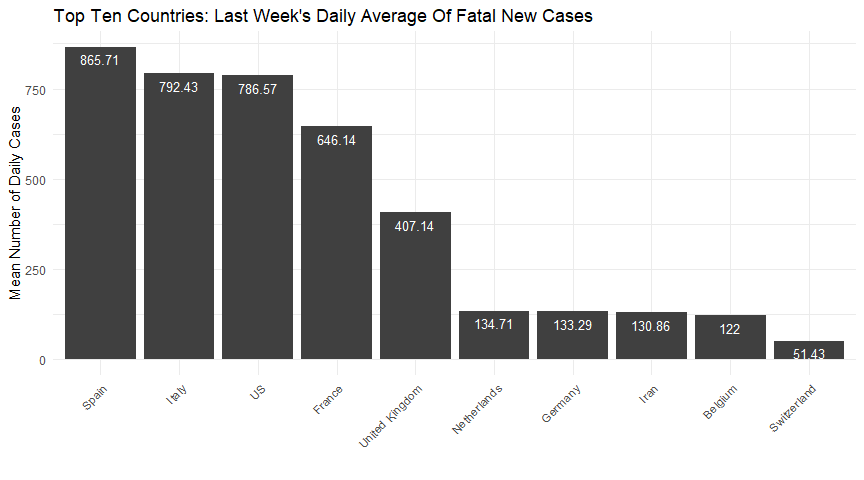 Top Ten Countries: Last Week's Daily Average Of Fatal New Cases
Mean Number of Daily Cases
750
500
250
0
865.71
792.43
786.57
646.14
407.14
134.71
133.29
130.86
122
51.43
Spain
Italy
US
France
United Kingdom
Netherlands
Germany
Iran
Belgium
Switzerland